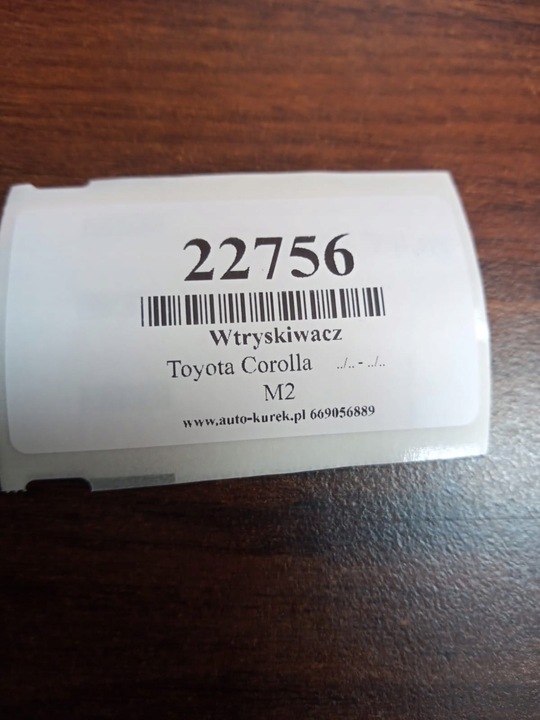 22756
Wtryskiwacz
Toyota Corolla ../.. - ../..
M2
www.auto-kurek.pl 669056889